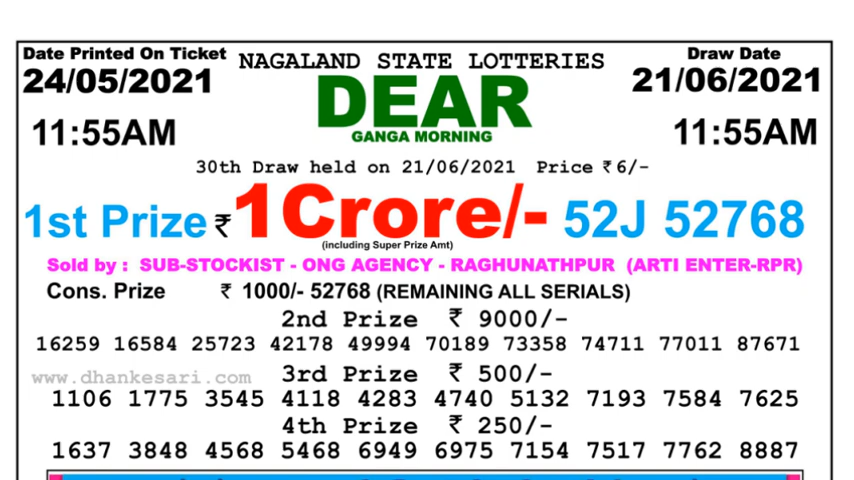 Date Printed On Ticket NAGALAND STATE LOTTERIES Draw Date
24/05/2021 DEAR 21/06/2021
GANGA MORNING
11:55AM 11:55AM
30th Draw held on 21/06/2021 Price ₹ 6/-
1st Prize ₹ 1Crore/- 52J 52768
(including Super Prize Amt)
Sold by : SUB-STOCKIST - ONG AGENCY - RAGHUNATHPUR (ARTI ENTER-RPR)
Cons. Prize ₹ 1000/- 52768 (REMAINING ALL SERIALS)
2nd Prize ₹ 9000/-
16259 16584 25723 42178 49994 70189 73358 74711 77011 87671
www.dhankesari.com 3rd Prize ₹ 500/-
1106 1775 3545 4118 4283 4740 5132 7193 7584 7625
4th Prize ₹ 250/-
1637 3848 4568 5468 6949 6975 7154 7517 7762 8887